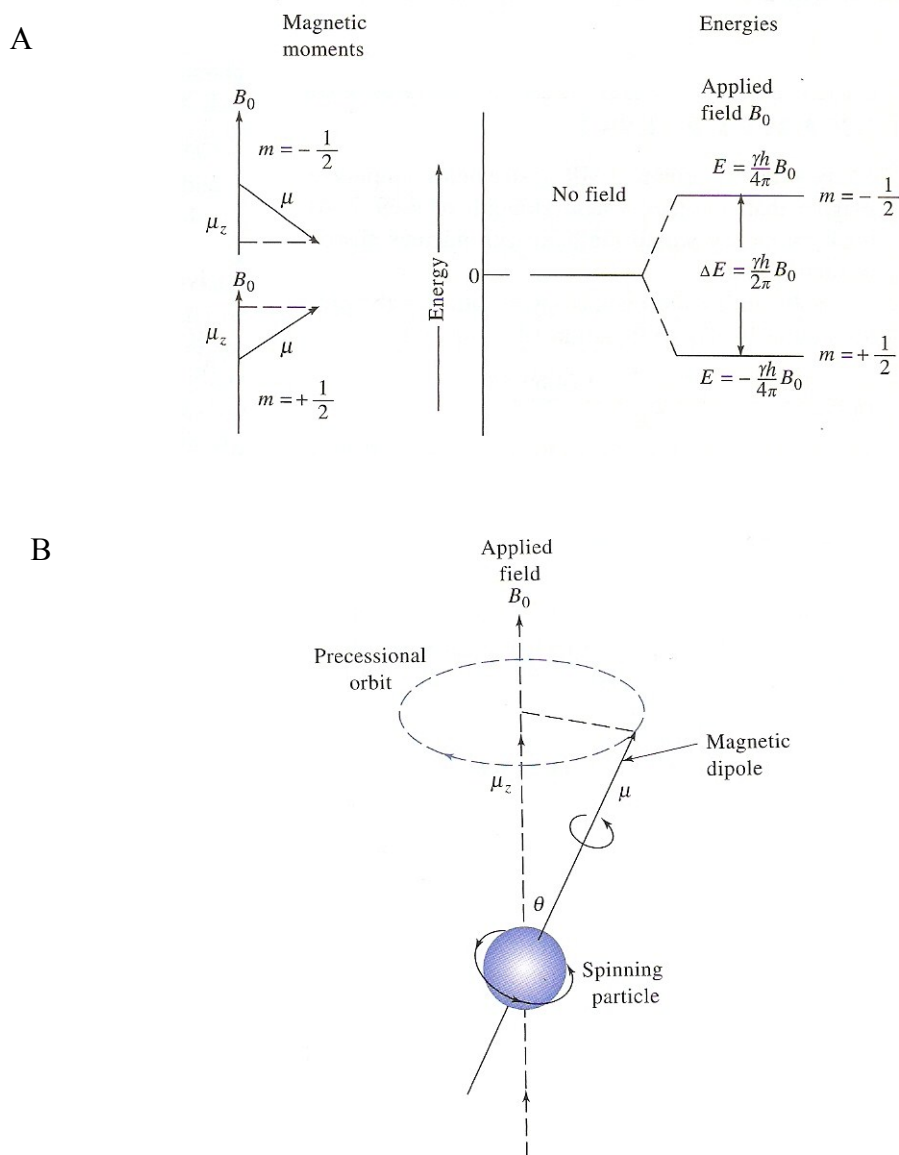 A
Magnetic
moments
Energies
Applied
field B₀
B₀
m = − 1/2
μ
μz
B₀
μz
μ
m = + 1/2
Energy
0
No field
E = γh/4π B₀
m = − 1/2
ΔE = γh/2π B₀
m = + 1/2
E = − γh/4π B₀
B
Applied
field
B₀
Precessional
orbit
Magnetic
dipole
μz
μ
θ
Spinning
particle